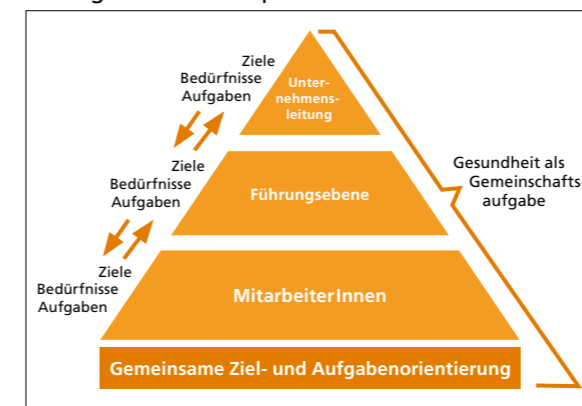 Ziele
Bedürfnisse
Aufgaben
Unter-
nehmens-
leitung
Ziele
Bedürfnisse
Aufgaben
Führungsebene
Gesundheit als
Gemeinschafts-
aufgabe
Ziele
Bedürfnisse
Aufgaben
MitarbeiterInnen
Gemeinsame Ziel- und Aufgabenorientierung